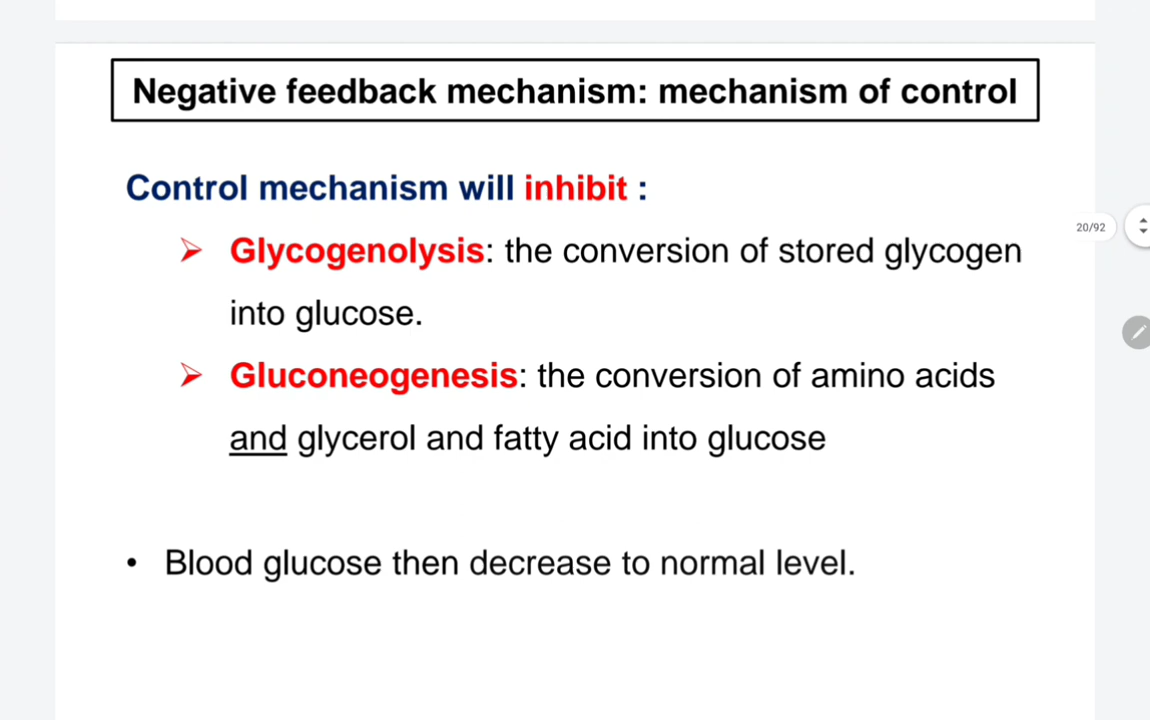 Negative feedback mechanism: mechanism of control
Control mechanism will inhibit :
➢ Glycogenolysis: the conversion of stored glycogen
into glucose.
20/92
➢ Gluconeogenesis: the conversion of amino acids
and glycerol and fatty acid into glucose
• Blood glucose then decrease to normal level.